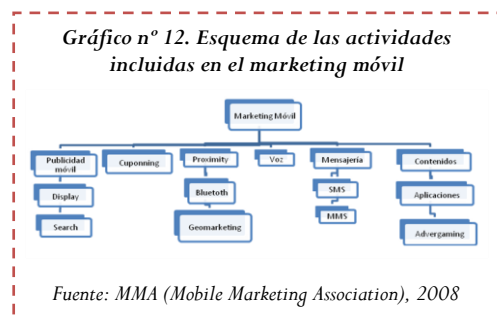 Gráfico nº 12. Esquema de las actividades
incluidas en el marketing móvil
Marketing Móvil
Publicidad
móvil
Cuponning
Proximity
Voz
Mensajería
Contenidos
Display
Bluetoth
SMS
Aplicaciones
Search
Geomarketing
MMS
Advergaming
Fuente: MMA (Mobile Marketing Association), 2008